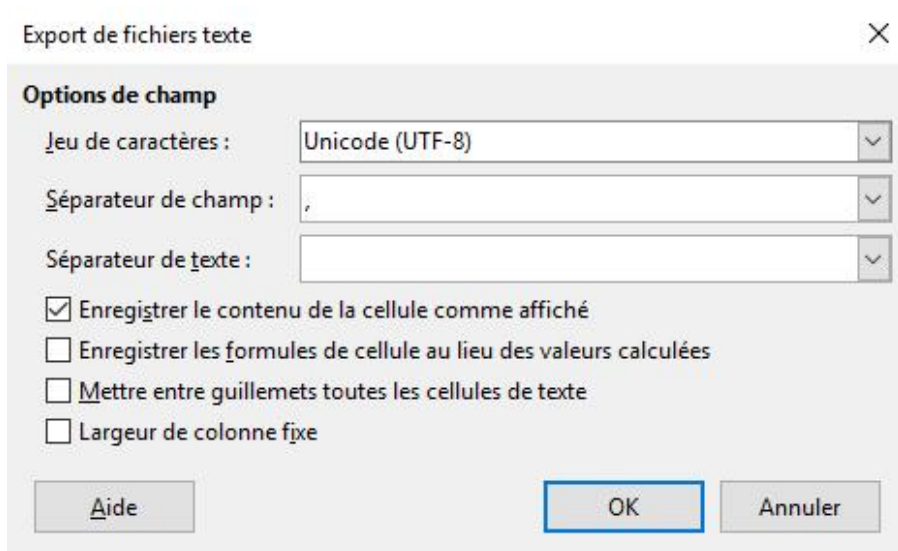 Export de fichiers texte
Options de champ
Jeu de caractères : Unicode (UTF-8)
Séparateur de champ : ,
Séparateur de texte :
Enregistrer le contenu de la cellule comme affiché
Enregistrer les formules de cellule au lieu des valeurs calculées
Mettre entre guillemets toutes les cellules de texte
Largeur de colonne fixe
Aide OK Annuler